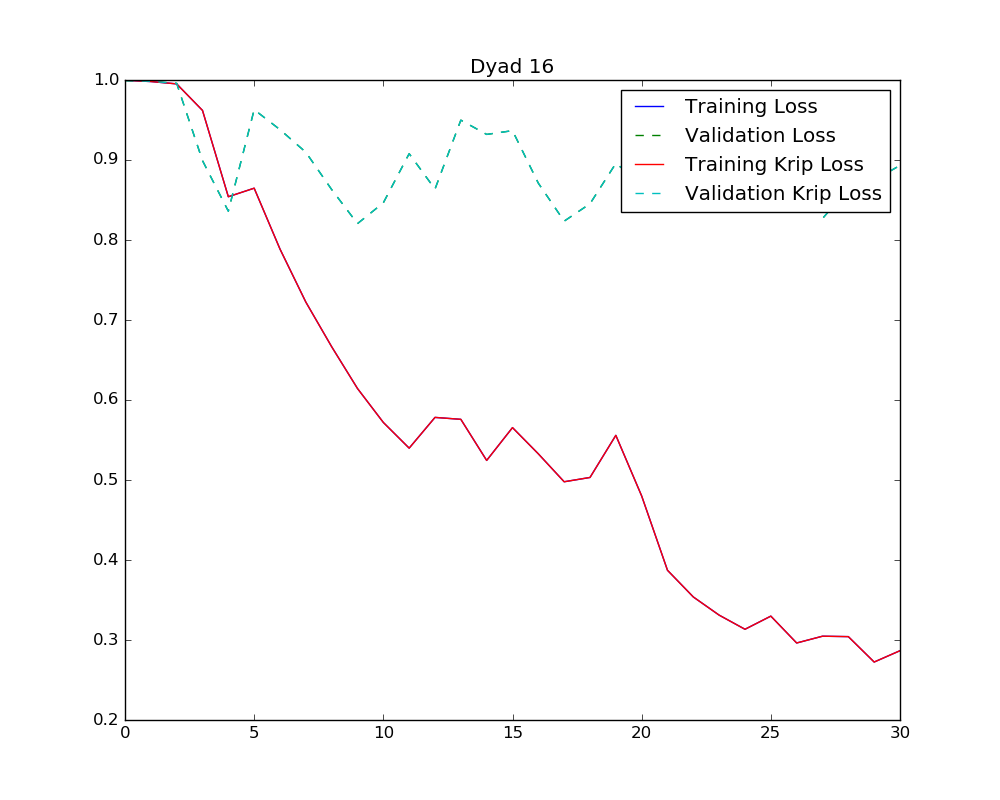 Dyad 16
1.0
0.9
0.8
0.7
0.6
0.5
0.4
0.3
0.2
Training Loss
Validation Loss
Training Krip Loss
Validation Krip Loss
0 5 10 15 20 25 30